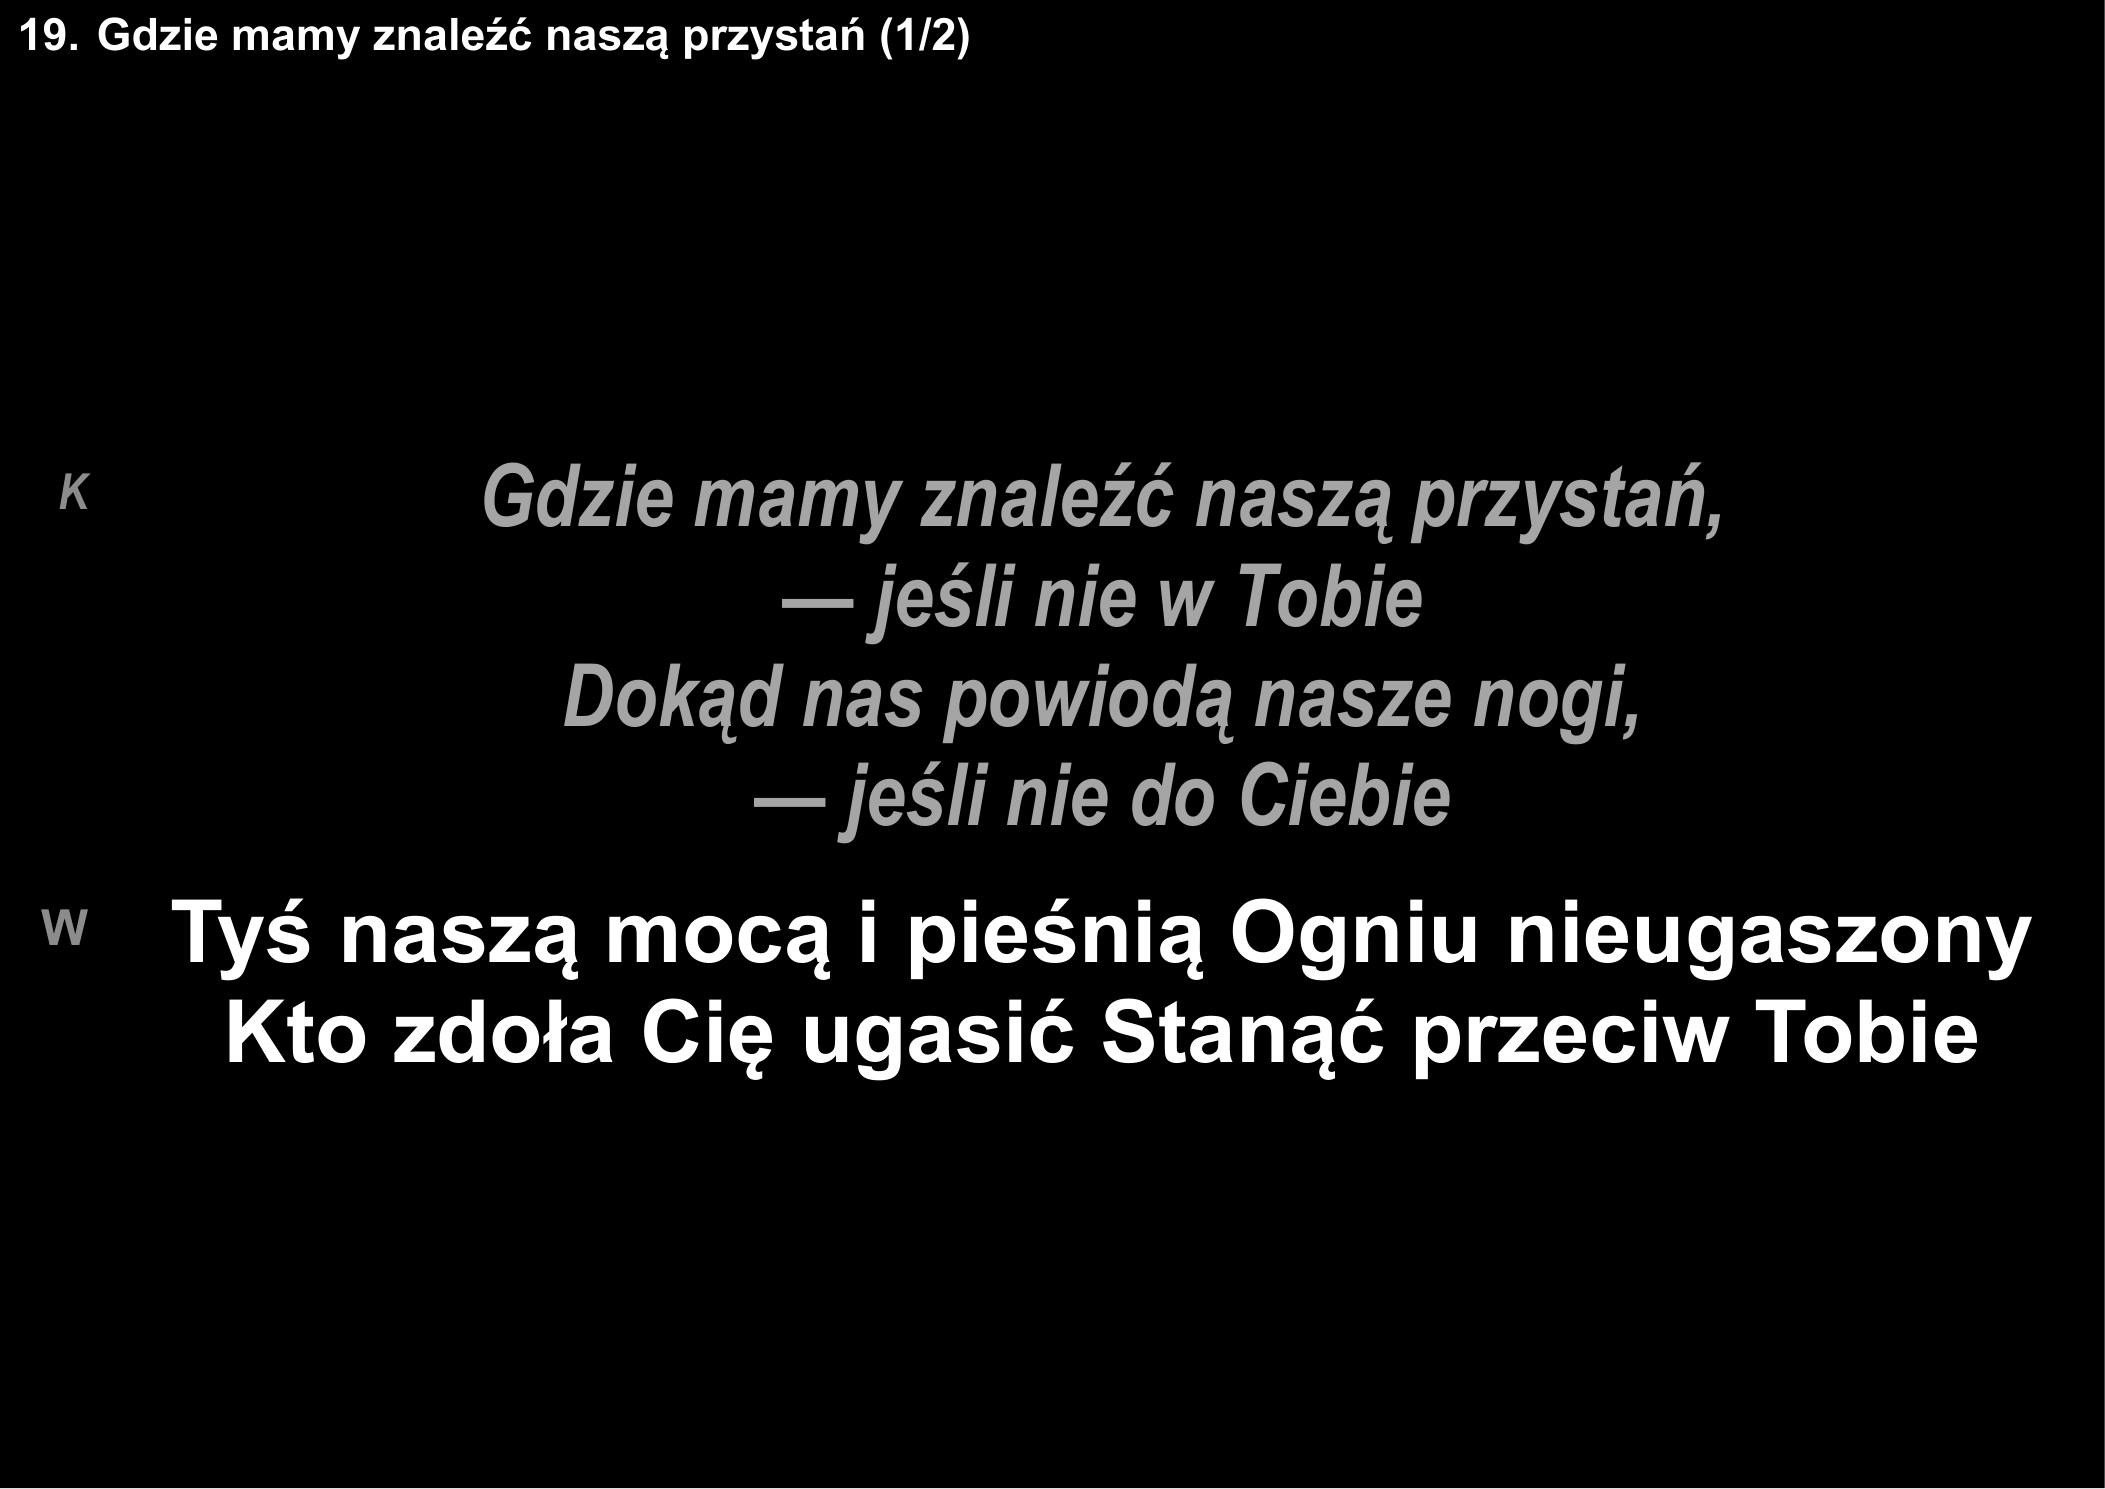 19. Gdzie mamy znaleźć naszą przystań (1/2)
K Gdzie mamy znaleźć naszą przystań,
— jeśli nie w Tobie
Dokąd nas powiodą nasze nogi,
— jeśli nie do Ciebie
W Tyś naszą mocą i pieśnią Ogniu nieugaszony
Kto zdoła Cię ugasić Stanąć przeciw Tobie